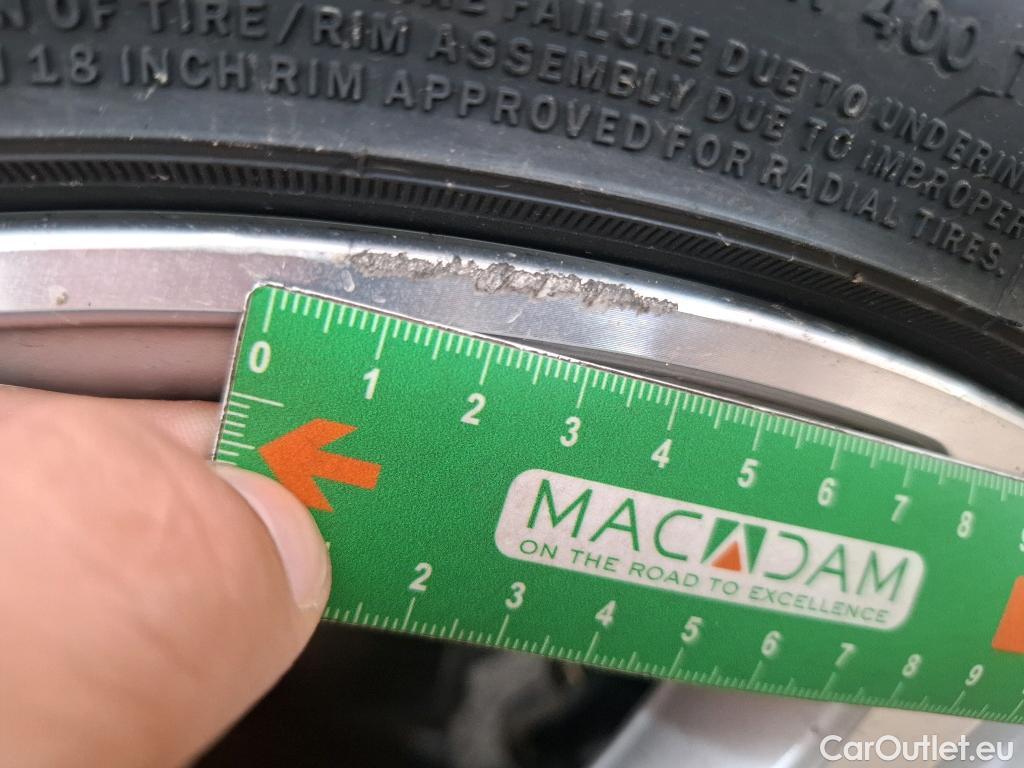 FAILURE DUE TO UNDERIN
400
N OF TIRE/RIM ASSEMBLY DUE TO IMPROPER
18 INCH RIM APPROVED FOR RADIAL TIRES.
0 1 2 3 4 5 6 7 8 9
MACADAM
ON THE ROAD TO EXCELLENCE
2 3 4 5 6 7 8 9
CarOutlet.eu